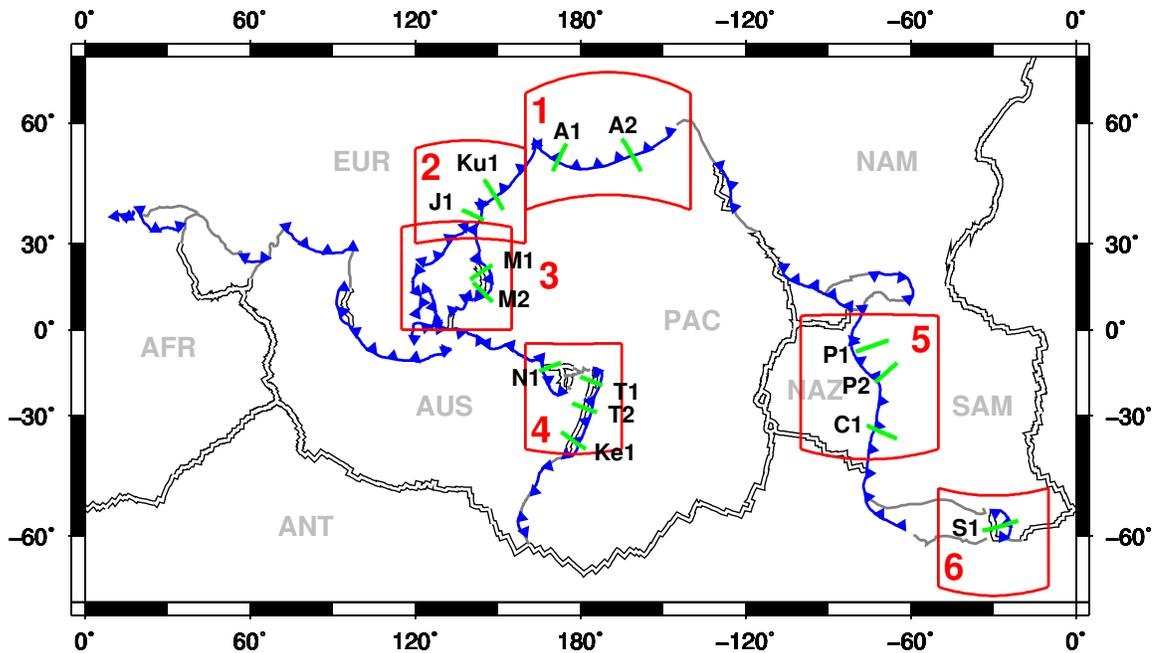 0° 60° 120° 180° −120° −60° 0°
60° 60°
1 A1 A2
EUR 2 Ku1 NAM
J1
30° 30°
M1
3
M2
0° PAC 0°
AFR 5
P1
N1 T1 NAZ P2
AUS T2 SAM
−30° −30°
4 C1
Ke1
ANT S1
−60° −60°
6
0° 60° 120° 180° −120° −60° 0°